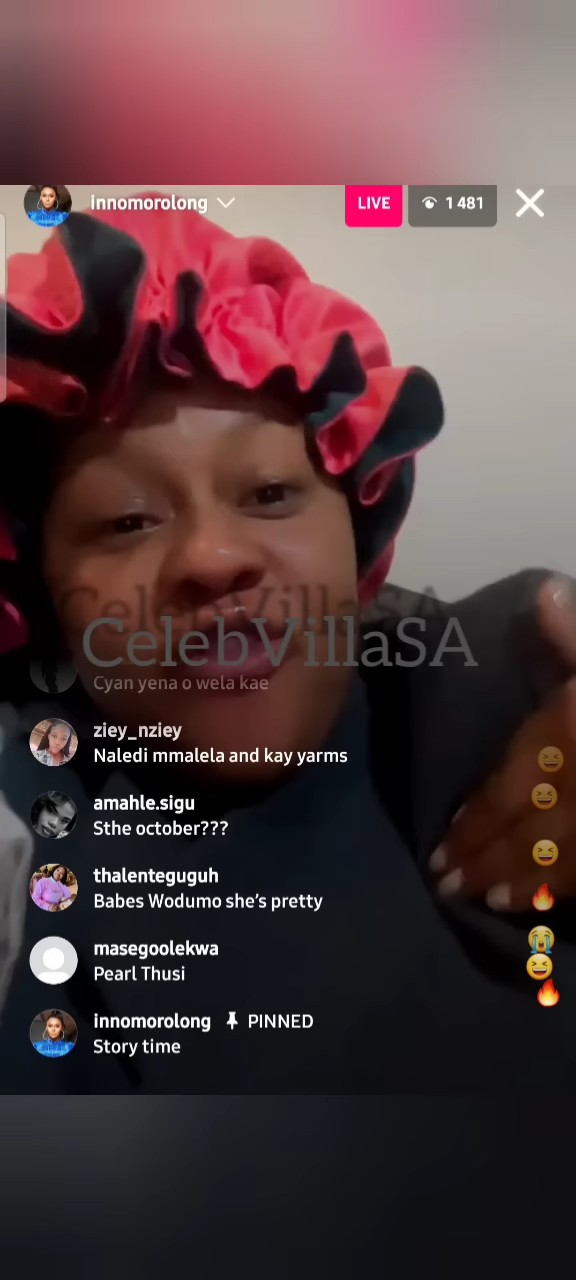 innomorolong
LIVE
1 481
CelebVillaSA
CelebVillaSA
Cyan yena o wela kae
ziey_nziey
Naledi mmalela and kay yarms
amahle.sigu
Sthe october???
thalenteguguh
Babes Wodumo she's pretty
masegoolekwa
Pearl Thusi
innomorolong PINNED
Story time